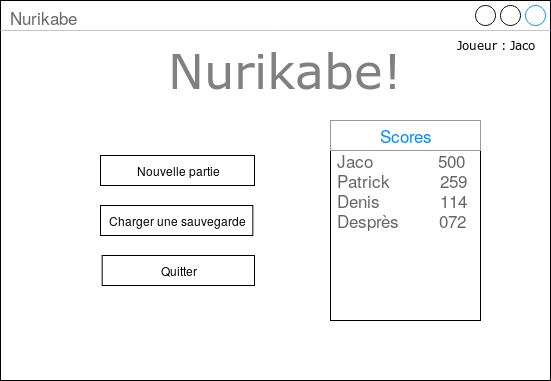 Nurikabe
Joueur : Jaco
Nurikabe!
Nouvelle partie
Charger une sauvegarde
Quitter
Scores
Jaco 500
Patrick 259
Denis 114
Desprès 072